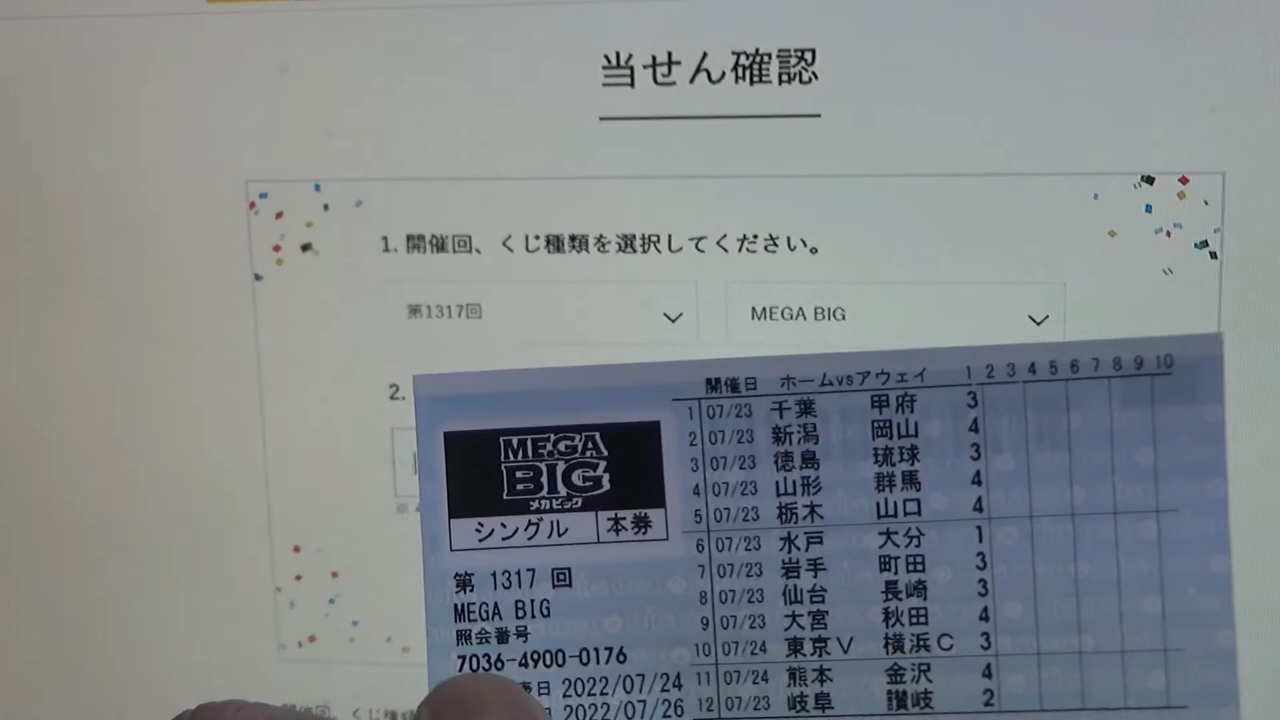 当せん確認
1. 開催回、くじ種類を選択してください。
第1317回
MEGA BIG
2.
MEGA
BIG
メガビッグ
シングル 本券
第 1317 回
MEGA BIG
照会番号
7036-4900-0176
日 2022/07/24
2022/07/26
開催日 ホームvsアウェイ 1 2 3 4 5 6 7 8 9 10
1 07/23 千葉 甲府 3
2 07/23 新潟 岡山 4
3 07/23 徳島 琉球 3
4 07/23 山形 群馬 4
5 07/23 栃木 山口 4
6 07/23 水戸 大分 1
7 07/23 岩手 町田 3
8 07/23 仙台 長崎 3
9 07/23 大宮 秋田 4
10 07/24 東京V 横浜C 3
11 07/24 熊本 金沢 4
12 07/23 岐阜 讃岐 2
開催回、くじ種